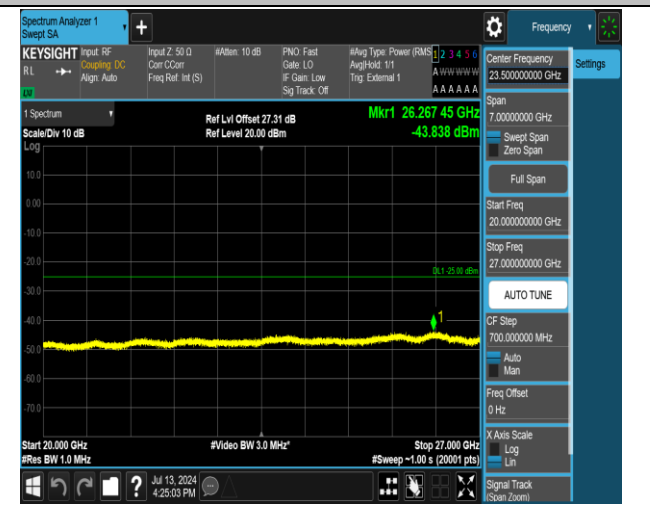 Spectrum Analyzer 1
Swept SA
+
Frequency
KEYSIGHT
RL
LW
Input: RF
Coupling: DC
Align: Auto
Input Z: 50 Ω
Corr CCorr
Freq Ref: Int (S)
#Atten: 10 dB
PNO: Fast
Gate: LO
IF Gain: Low
Sig Track: Off
#Avg Type: Power (RMS
Avg|Hold: 1/1
Trig: External 1
1 2 3 4 5 6
A W W W W W
A A A A A A
Center Frequency
23.500000000 GHz
Settings
Span
7.00000000 GHz
Swept Span
Zero Span
Full Span
Start Freq
20.000000000 GHz
Stop Freq
27.000000000 GHz
AUTO TUNE
CF Step
700.000000 MHz
Auto
Man
Freq Offset
0 Hz
X Axis Scale
Log
Lin
Signal Track
(Span Zoom)
1 Spectrum
Scale/Div 10 dB
Log
Ref Lvl Offset 27.31 dB
Ref Level 20.00 dBm
Mkr1 26.267 45 GHz
-43.838 dBm
10.0
0.00
-10.0
-20.0
DL1 -25.00 dBm
-30.0
-40.0
1
-50.0
-60.0
-70.0
Start 20.000 GHz
#Video BW 3.0 MHz*
Stop 27.000 GHz
#Res BW 1.0 MHz
#Sweep ~1.00 s (20001 pts)
?
Jul 13, 2024
4:25:03 PM